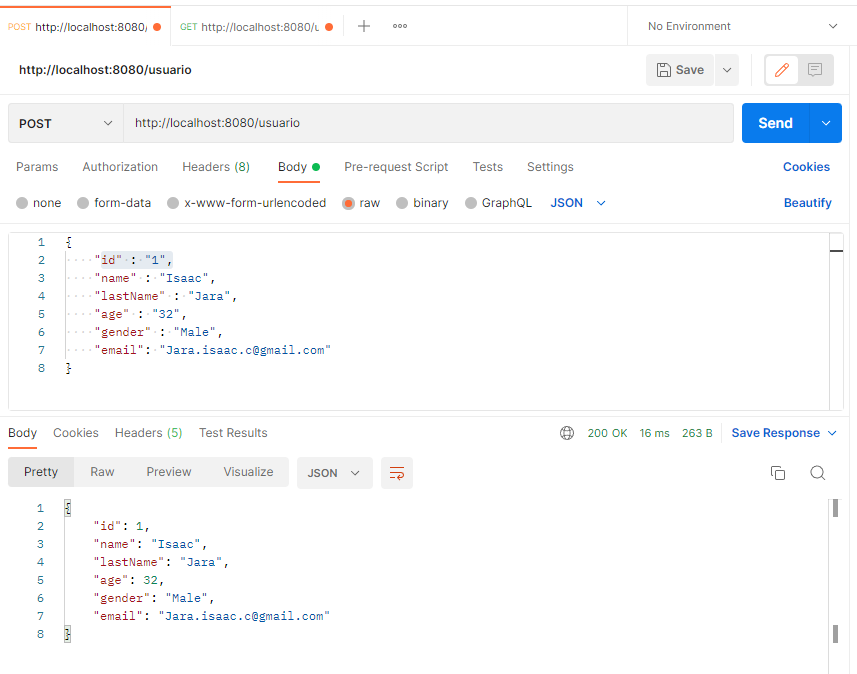 POST http://localhost:8080/ GET http://localhost:8080/u No Environment
http://localhost:8080/usuario Save
POST http://localhost:8080/usuario Send
Params Authorization Headers (8) Body Pre-request Script Tests Settings Cookies
none form-data x-www-form-urlencoded raw binary GraphQL JSON Beautify
1 {
2 "id" : "1",
3 "name" : "Isaac",
4 "lastName" : "Jara",
5 "age" : "32",
6 "gender" : "Male",
7 "email": "Jara.isaac.c@gmail.com"
8 }
Body Cookies Headers (5) Test Results 200 OK 16 ms 263 B Save Response
Pretty Raw Preview Visualize JSON
1 {
2 "id": 1,
3 "name": "Isaac",
4 "lastName": "Jara",
5 "age": 32,
6 "gender": "Male",
7 "email": "Jara.isaac.c@gmail.com"
8 }